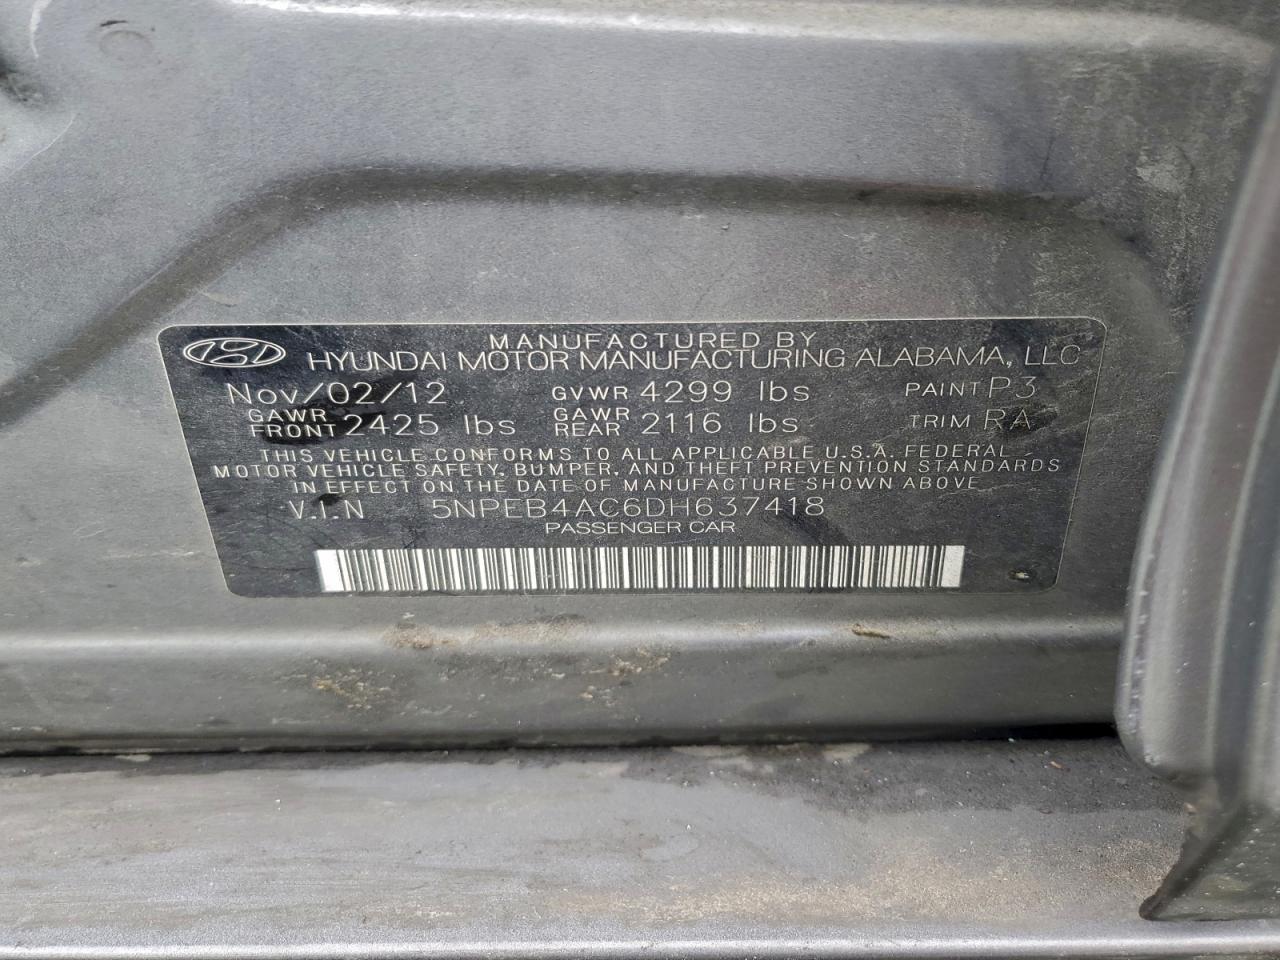 MANUFACTURED BY
HYUNDAI MOTOR MANUFACTURING ALABAMA, LLC
Nov/02/12 GVWR 4299 lbs PAINT P3
GAWR FRONT 2425 lbs GAWR REAR 2116 lbs TRIM RA
THIS VEHICLE CONFORMS TO ALL APPLICABLE U.S.A. FEDERAL
MOTOR VEHICLE SAFETY, BUMPER, AND THEFT PREVENTION STANDARDS
IN EFFECT ON THE DATE OF MANUFACTURE SHOWN ABOVE
V.I.N 5NPEB4AC6DH637418
PASSENGER CAR